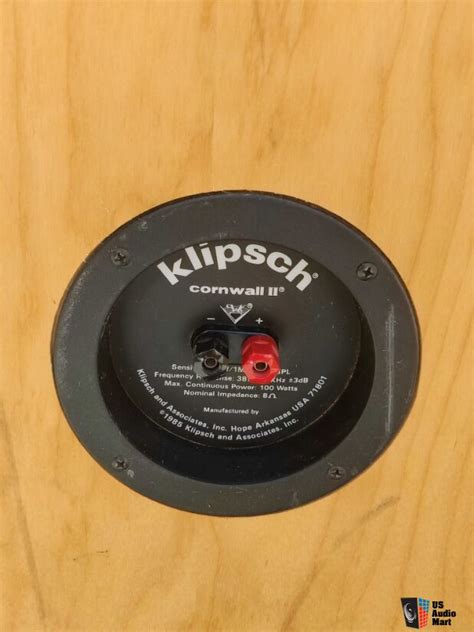 klipsch®
cornwall II®
− +
Frequency 38 ±3dB
Max. Continuous Power: 100 Watts
Nominal Impedance: 8Ω
Manufactured by
Klipsch and Associates, Inc. Hope Arkansas USA 71801
©1985 Klipsch and Associates, Inc.
US
Audio
Mart